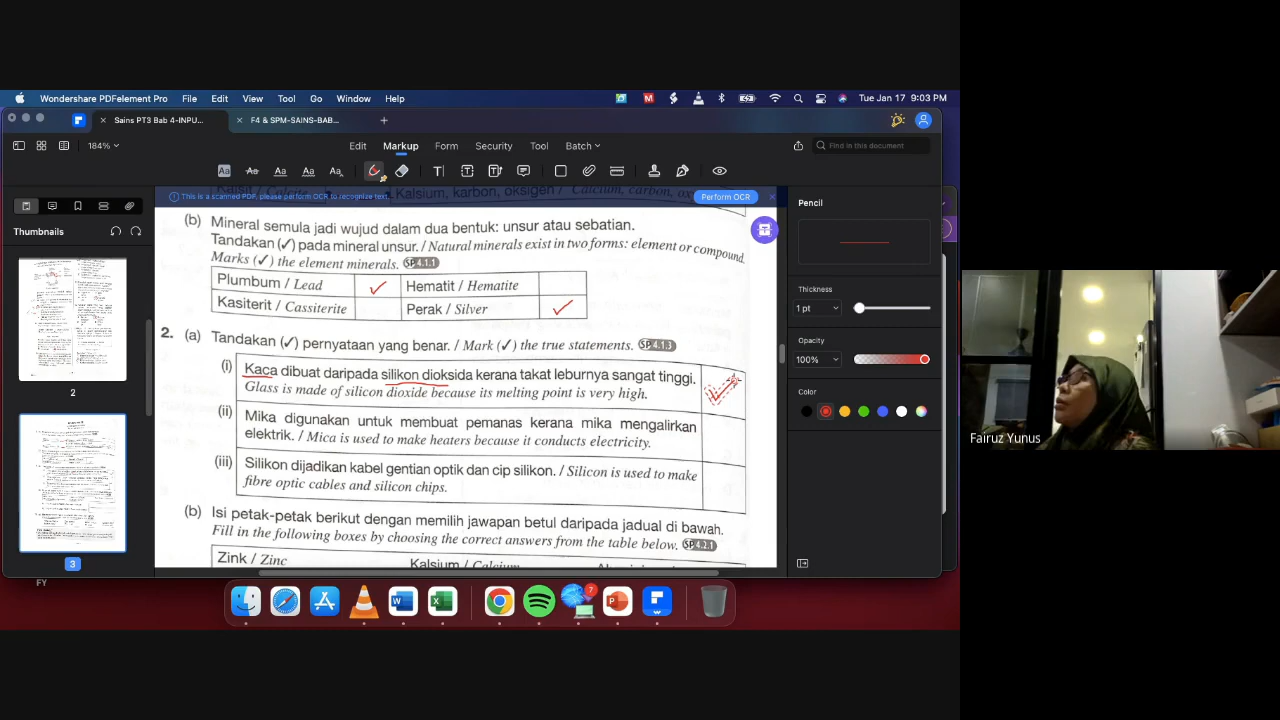 Wondershare PDFelement Pro File Edit View Tool Window Go Help
Tue Jan 17 9:03 PM
Sains PT3 Bab 4-INPU...
F4 & SPM-SAINS-BAB...
184%
Edit Markup Form Security Tool Batch
Find in this document
This is a scanned PDF, please perform OCR to recognize text.
Perform OCR
Kalsit / Calcite
Kalsium, karbon, oksigen / Calcium, carbon, ox
Thumbnails
2
3
(b) Mineral semula jadi wujud dalam dua bentuk: unsur atau sebatian.
Tandakan (✓) pada mineral unsur. / Natural minerals exist in two forms: element or compound.
Marks (✓) the element minerals. SP 4.1.1
Plumbum / Lead ✓ Hematit / Hematite
Kasiterit / Cassiterite Perak / Silver ✓
2. (a) Tandakan (✓) pernyataan yang benar. / Mark (✓) the true statements. SP 4.1.3
(i) Kaca dibuat daripada silikon dioksida kerana takat leburnya sangat tinggi.
Glass is made of silicon dioxide because its melting point is very high.
(ii) Mika digunakan untuk membuat pemanas kerana mika mengalirkan
elektrik. / Mica is used to make heaters because it conducts electricity.
(iii) Silikon dijadikan kabel gentian optik dan cip silikon. / Silicon is used to make
fibre optic cables and silicon chips.
(b) Isi petak-petak berikut dengan memilih jawapan betul daripada jadual di bawah.
Fill in the following boxes by choosing the correct answers from the table below. SP 4.2.1
Zink / Zinc Kalsium / Calcium
Pencil
Thickness
1 pt
Opacity
100%
Color
FY
7
Fairuz Yunus